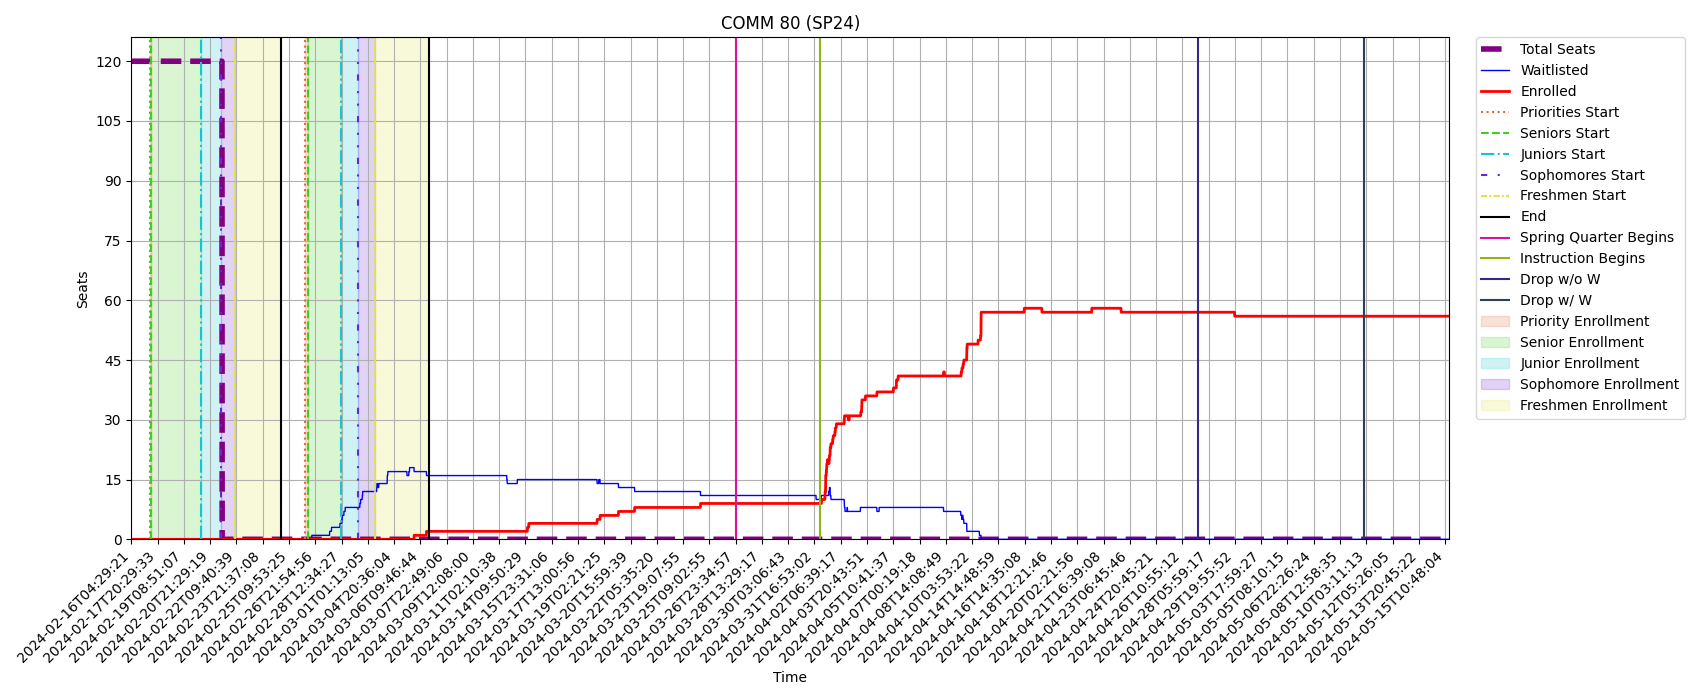 COMM 80 (SP24)
Seats
120
105
90
75
60
45
30
15
0
2024-02-16T04:29:21
2024-02-17T20:29:33
2024-02-19T08:51:07
2024-02-20T21:29:19
2024-02-22T09:40:39
2024-02-23T21:37:08
2024-02-25T09:53:25
2024-02-26T21:54:56
2024-02-28T12:34:27
2024-03-01T01:13:05
2024-03-04T20:36:04
2024-03-06T09:46:44
2024-03-07T22:49:06
2024-03-09T12:08:00
2024-03-11T02:10:38
2024-03-14T09:50:29
2024-03-15T23:31:06
2024-03-17T13:00:56
2024-03-19T02:21:25
2024-03-20T15:59:39
2024-03-22T05:35:20
2024-03-23T19:07:55
2024-03-25T09:02:55
2024-03-26T23:34:57
2024-03-28T13:29:17
2024-03-30T03:06:43
2024-03-31T16:53:02
2024-04-02T06:39:17
2024-04-03T20:43:51
2024-04-05T10:41:37
2024-04-07T00:19:18
2024-04-08T14:08:49
2024-04-10T03:53:22
2024-04-14T14:48:59
2024-04-16T14:35:08
2024-04-18T12:21:46
2024-04-20T02:21:56
2024-04-21T16:39:08
2024-04-23T06:45:46
2024-04-24T20:45:21
2024-04-26T10:55:12
2024-04-28T05:59:17
2024-04-29T19:55:52
2024-05-03T17:59:27
2024-05-05T08:10:15
2024-05-06T22:26:24
2024-05-08T12:58:35
2024-05-10T03:11:13
2024-05-12T05:26:05
2024-05-13T20:45:22
2024-05-15T10:48:04
Time
Total Seats
Waitlisted
Enrolled
Priorities Start
Seniors Start
Juniors Start
Sophomores Start
Freshmen Start
End
Spring Quarter Begins
Instruction Begins
Drop w/o W
Drop w/ W
Priority Enrollment
Senior Enrollment
Junior Enrollment
Sophomore Enrollment
Freshmen Enrollment